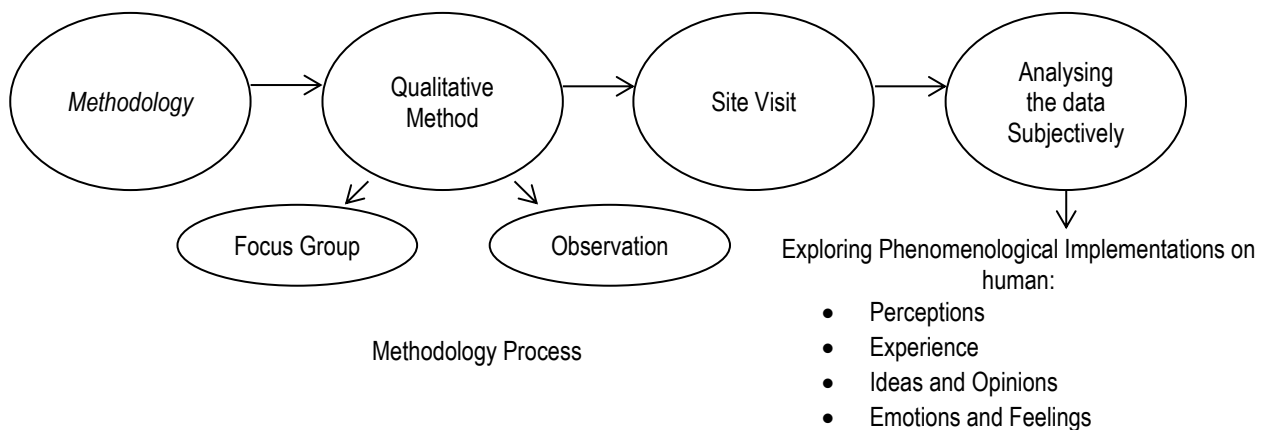 Methodology
Qualitative
Method
Site Visit
Analysing
the data
Subjectively
Focus Group
Observation
Exploring Phenomenological Implementations on
human:
• Perceptions
• Experience
• Ideas and Opinions
• Emotions and Feelings
Methodology Process